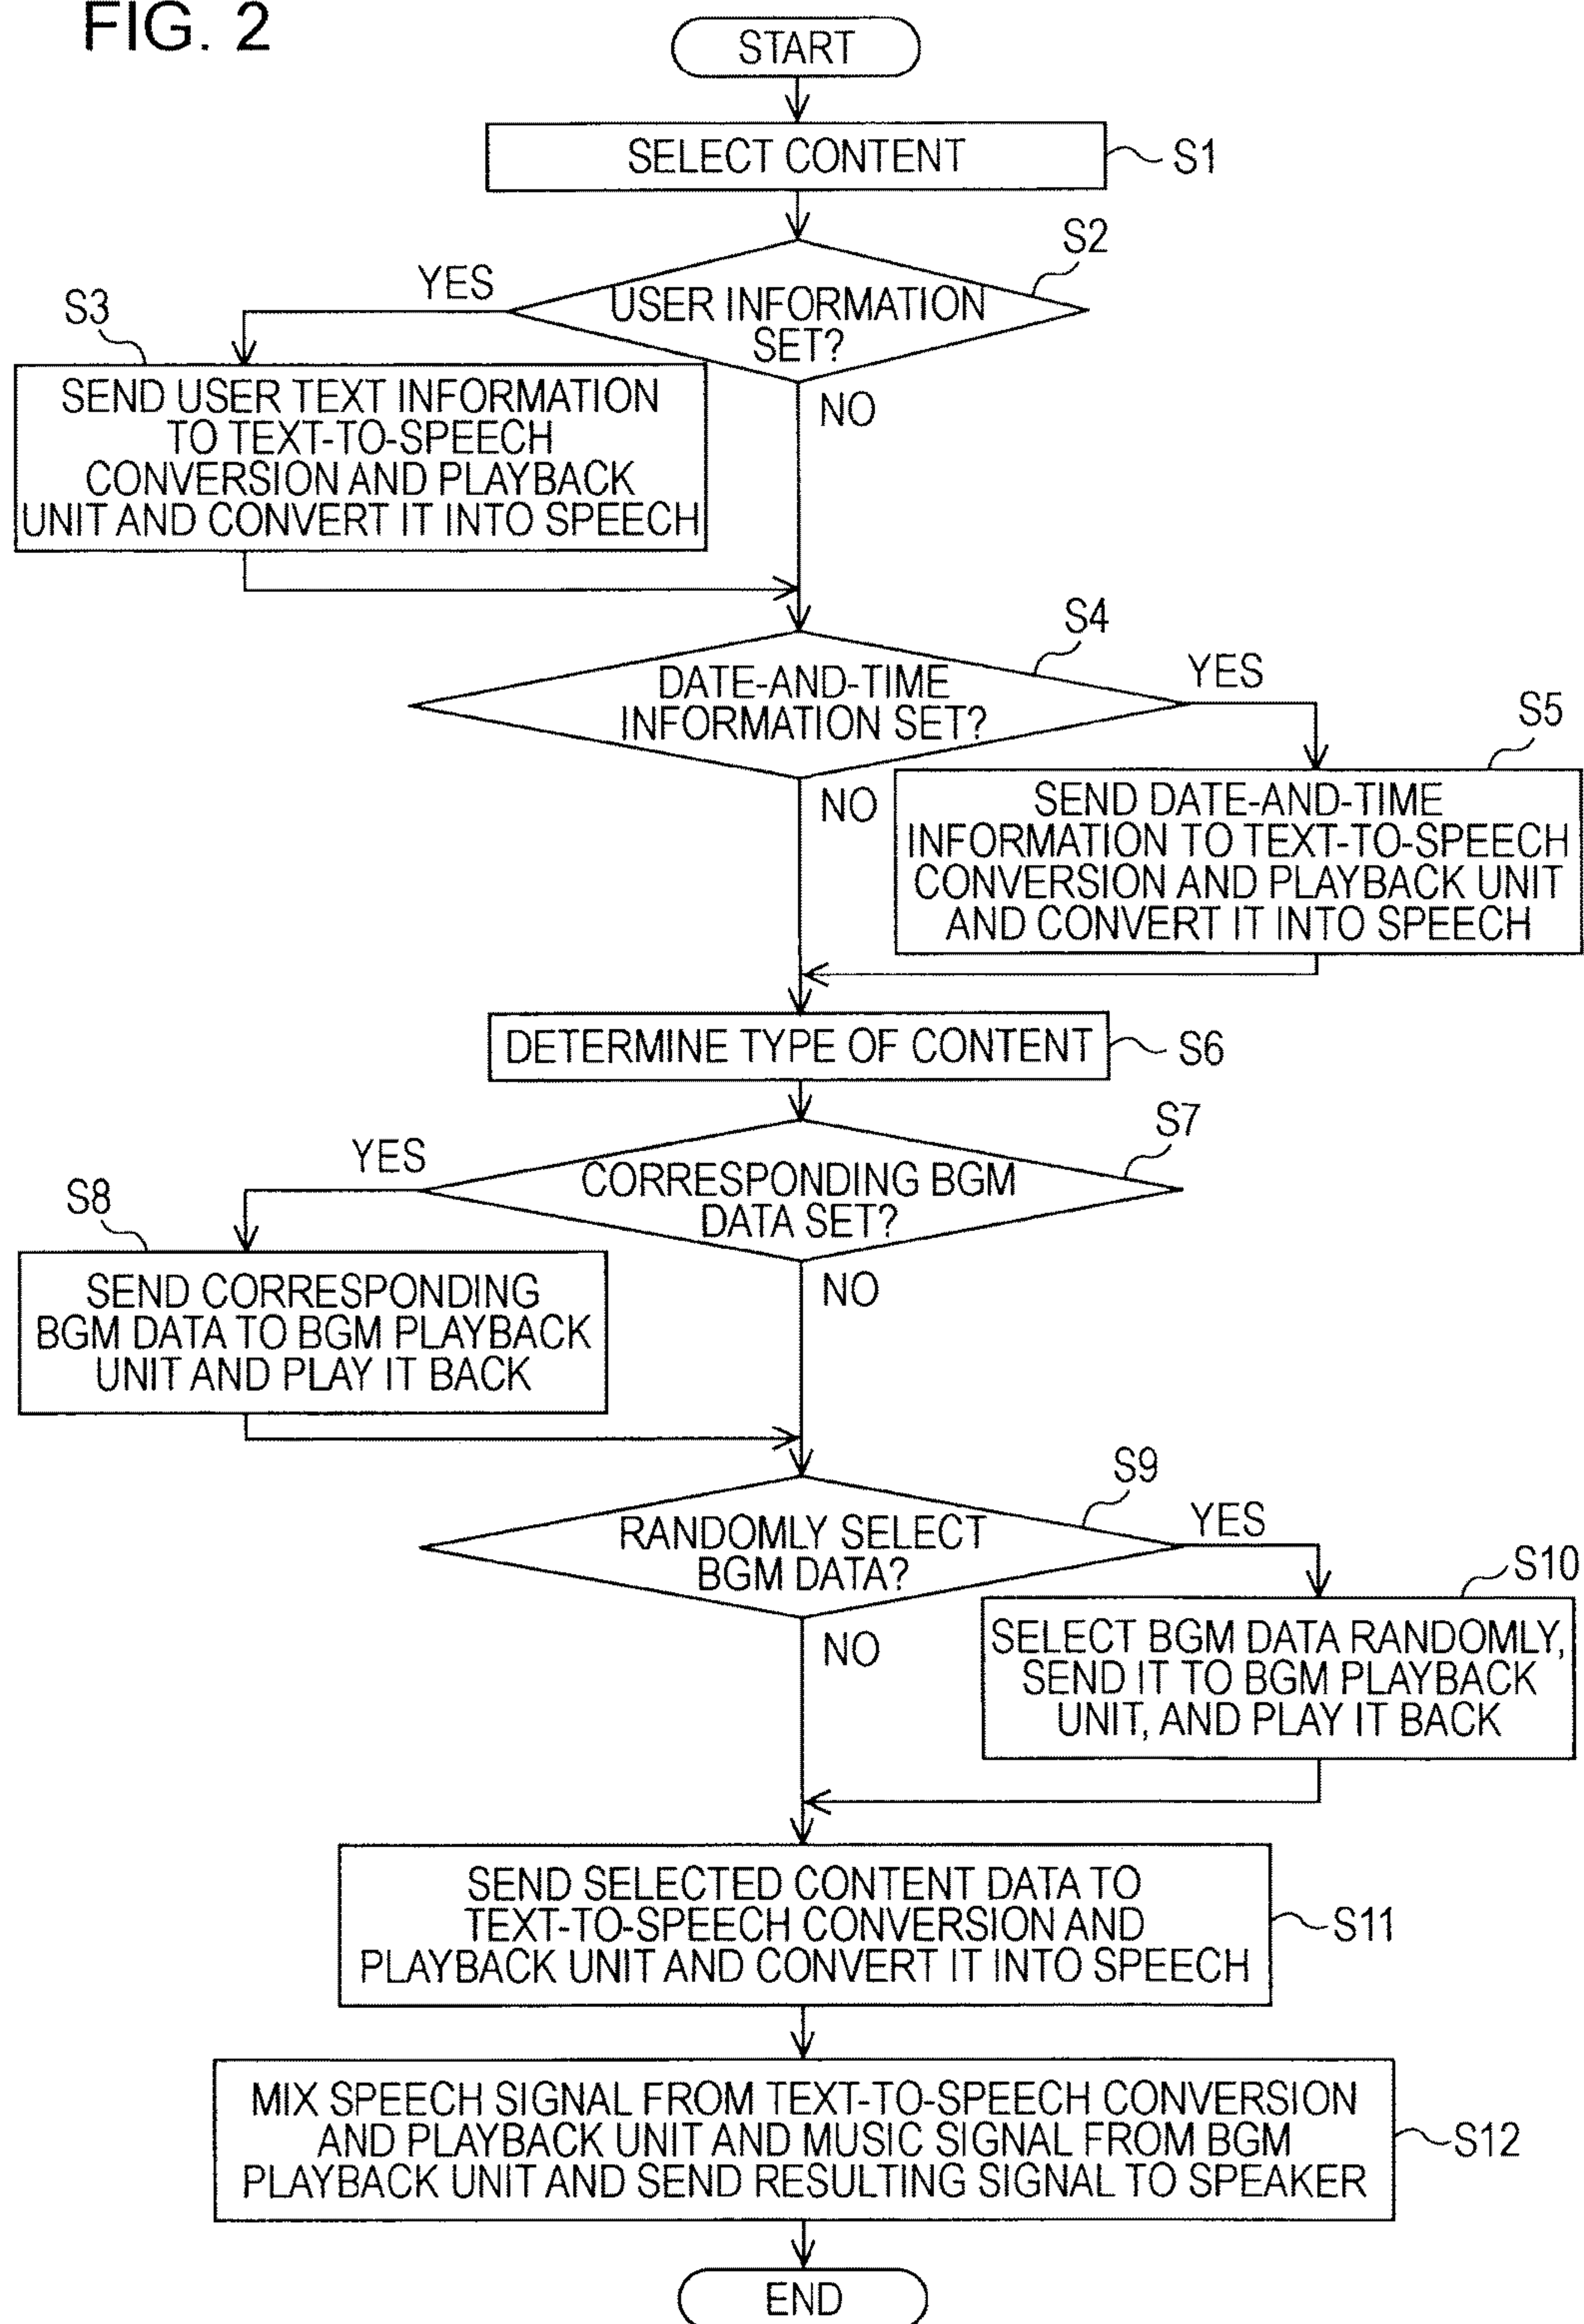 FIG. 2
START
SELECT CONTENT
S1
S2
YES
USER INFORMATION
SET?
NO
S3
SEND USER TEXT INFORMATION
TO TEXT-TO-SPEECH
CONVERSION AND PLAYBACK
UNIT AND CONVERT IT INTO SPEECH
S4
DATE-AND-TIME
INFORMATION SET?
YES
NO
S5
SEND DATE-AND-TIME
INFORMATION TO TEXT-TO-SPEECH
CONVERSION AND PLAYBACK UNIT
AND CONVERT IT INTO SPEECH
DETERMINE TYPE OF CONTENT
S6
S7
YES
CORRESPONDING BGM
DATA SET?
NO
S8
SEND CORRESPONDING
BGM DATA TO BGM PLAYBACK
UNIT AND PLAY IT BACK
S9
RANDOMLY SELECT
BGM DATA?
YES
NO
S10
SELECT BGM DATA RANDOMLY,
SEND IT TO BGM PLAYBACK
UNIT, AND PLAY IT BACK
SEND SELECTED CONTENT DATA TO
TEXT-TO-SPEECH CONVERSION AND
PLAYBACK UNIT AND CONVERT IT INTO SPEECH
S11
MIX SPEECH SIGNAL FROM TEXT-TO-SPEECH CONVERSION
AND PLAYBACK UNIT AND MUSIC SIGNAL FROM BGM
PLAYBACK UNIT AND SEND RESULTING SIGNAL TO SPEAKER
S12
END